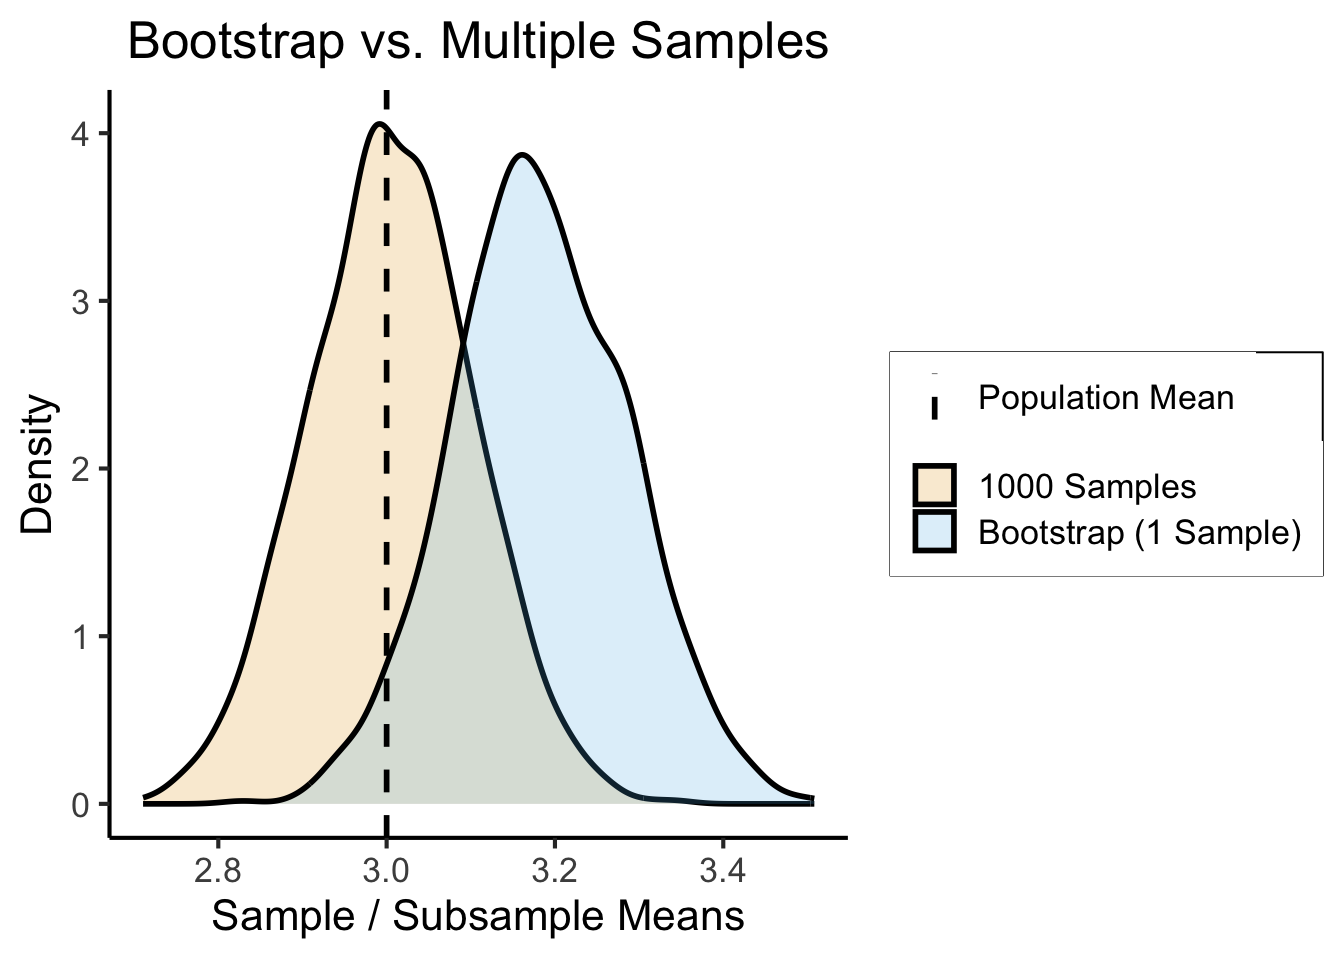 Bootstrap vs. Multiple Samples
4
3
2
1
0
Density
2.8 3.0 3.2 3.4
Sample / Subsample Means
Population Mean
1000 Samples
Bootstrap (1 Sample)